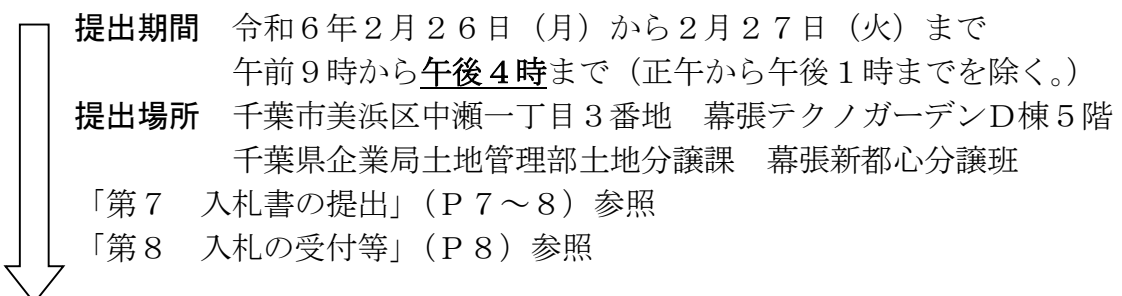 提出期間　令和６年２月２６日（月）から２月２７日（火）まで
午前９時から午後４時まで（正午から午後１時までを除く。）
提出場所　千葉市美浜区中瀬一丁目３番地　幕張テクノガーデンＤ棟５階
千葉県企業局土地管理部土地分譲課　幕張新都心分譲班
「第７　入札書の提出」（Ｐ７～８）参照
「第８　入札の受付等」（Ｐ８）参照